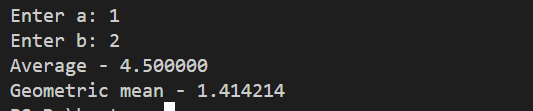 Enter a: 1
Enter b: 2
Average - 4.500000
Geometric mean - 1.414214